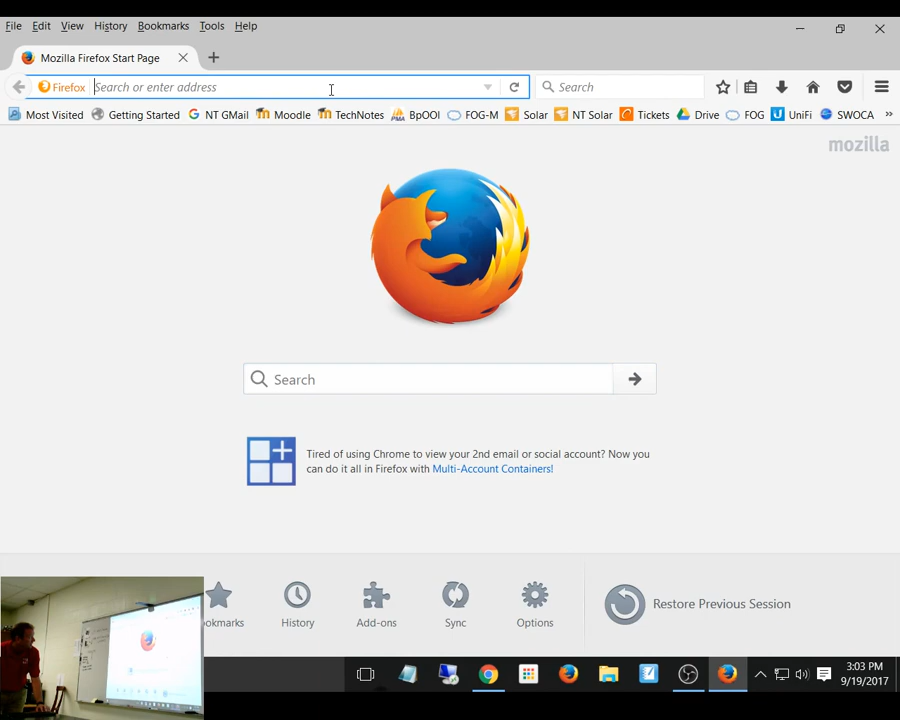 File Edit View History Bookmarks Tools Help
Mozilla Firefox Start Page
Firefox Search or enter address Search
Most Visited Getting Started NT GMail Moodle TechNotes BpOOl FOG-M Solar NT Solar Tickets Drive FOG UniFi SWOCA
mozilla
Search
Tired of using Chrome to view your 2nd email or social account? Now you
can do it all in Firefox with Multi-Account Containers!
okmarks History Add-ons Sync Options Restore Previous Session
3:03 PM
9/19/2017